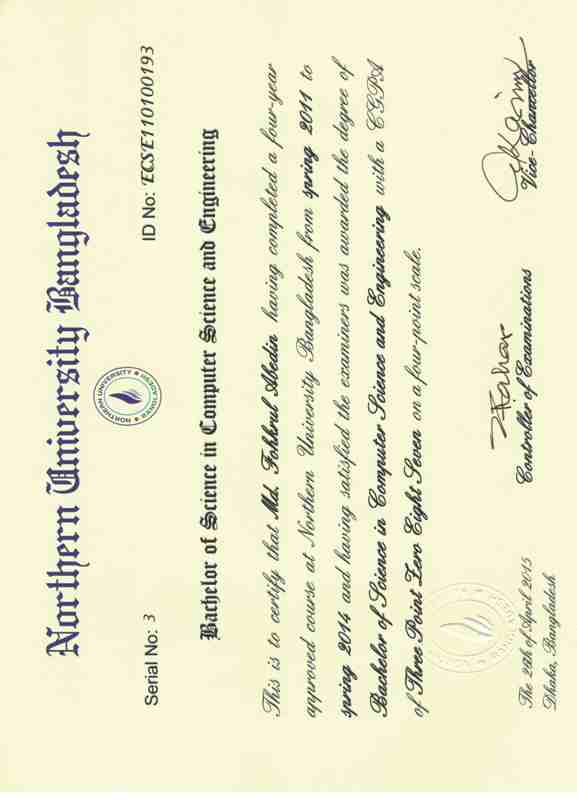 Northern University Bangladesh
Serial No: 3
NORTHERN UNIVERSITY
BANGLADESH
ID No: ECSE110100193
Bachelor of Science in Computer Science and Engineering
This is to certify that Md. Fohkrul Abedin having completed a four-year
approved course at Northern University Bangladesh from spring 2011 to
spring 2014 and having satisfied the examiners was awarded the degree of
Bachelor of Science in Computer Science and Engineering with a CGPA
of Three Point Zero Eight Seven on a four-point scale.
The of April 2015
Dhaka, Bangladesh
Controller of Examinations
Vice-Chancellor